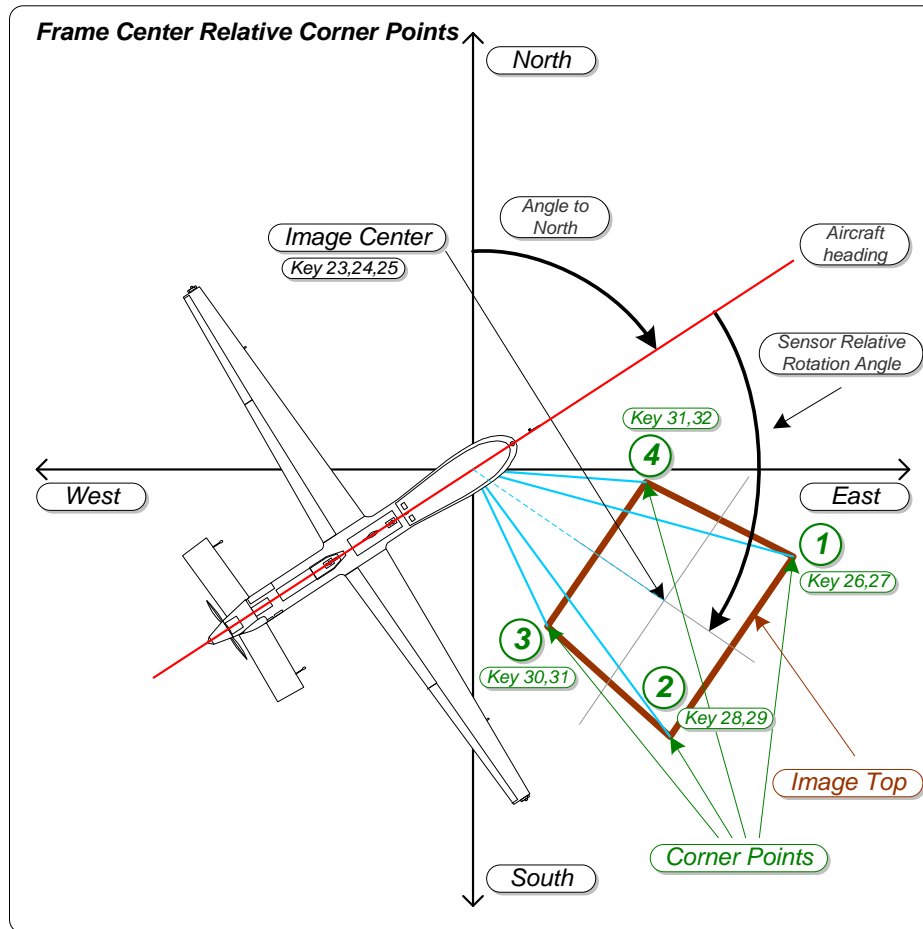 Frame Center Relative Corner Points
North
Angle to
North
Image Center
Key 23,24,25
Aircraft
heading
Sensor Relative
Rotation Angle
Key 31,32
4
West
East
1
Key 26,27
3
Key 30,31
2
Key 28,29
Image Top
Corner Points
South